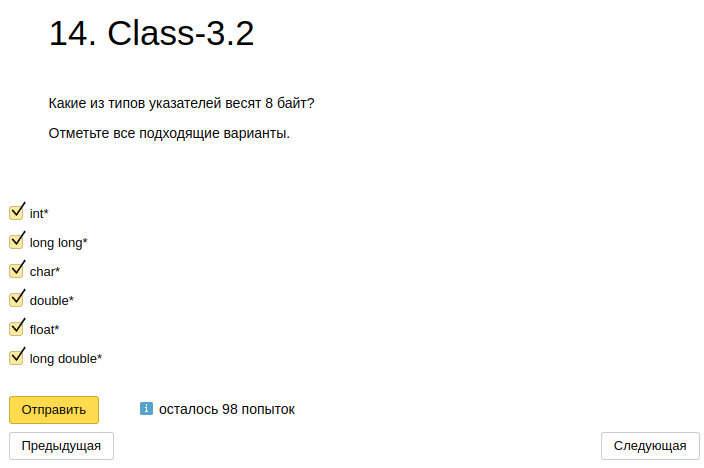 14. Class-3.2
Какие из типов указателей весят 8 байт?
Отметьте все подходящие варианты.
int*
long long*
char*
double*
float*
long double*
Отправить
i осталось 98 попыток
Предыдущая
Следующая